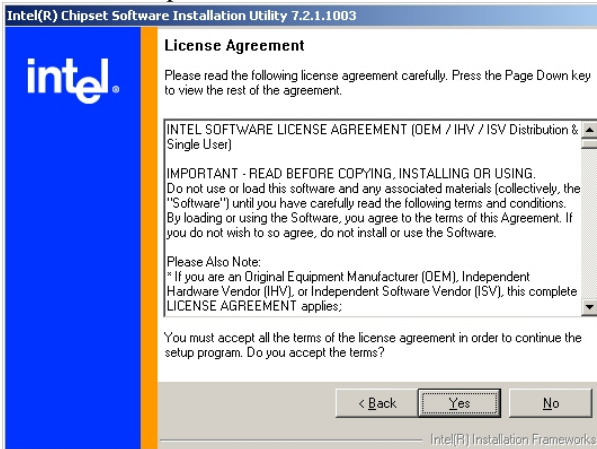 Intel(R) Chipset Software Installation Utility 7.2.1.1003
intel.
License Agreement
Please read the following license agreement carefully. Press the Page Down key
to view the rest of the agreement.
INTEL SOFTWARE LICENSE AGREEMENT (OEM / IHV / ISV Distribution &
Single User)
IMPORTANT - READ BEFORE COPYING, INSTALLING OR USING.
Do not use or load this software and any associated materials (collectively, the
"Software") until you have carefully read the following terms and conditions.
By loading or using the Software, you agree to the terms of this Agreement. If
you do not wish to so agree, do not install or use the Software.
Please Also Note:
* If you are an Original Equipment Manufacturer (OEM), Independent
Hardware Vendor (IHV), or Independent Software Vendor (ISV), this complete
LICENSE AGREEMENT applies;
You must accept all the terms of the license agreement in order to continue the
setup program. Do you accept the terms?
< Back Yes No
Intel(R) Installation Frameworks